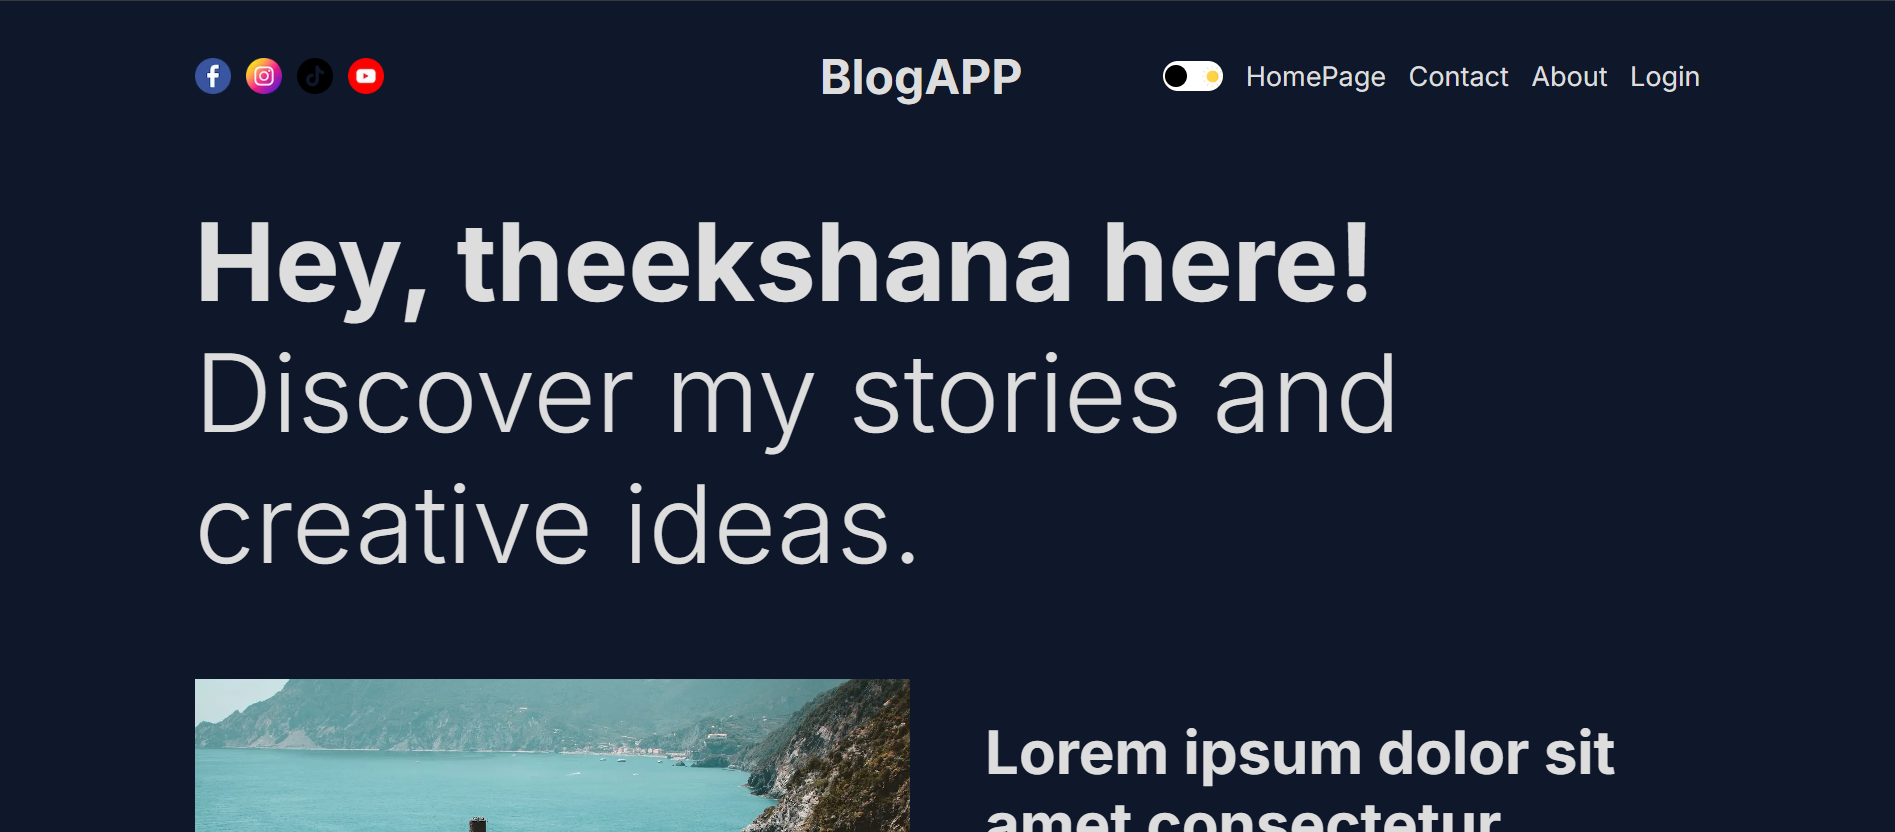 BlogAPP
HomePage Contact About Login
Hey, theekshana here!
Discover my stories and
creative ideas.
Lorem ipsum dolor sit
amet consectetur